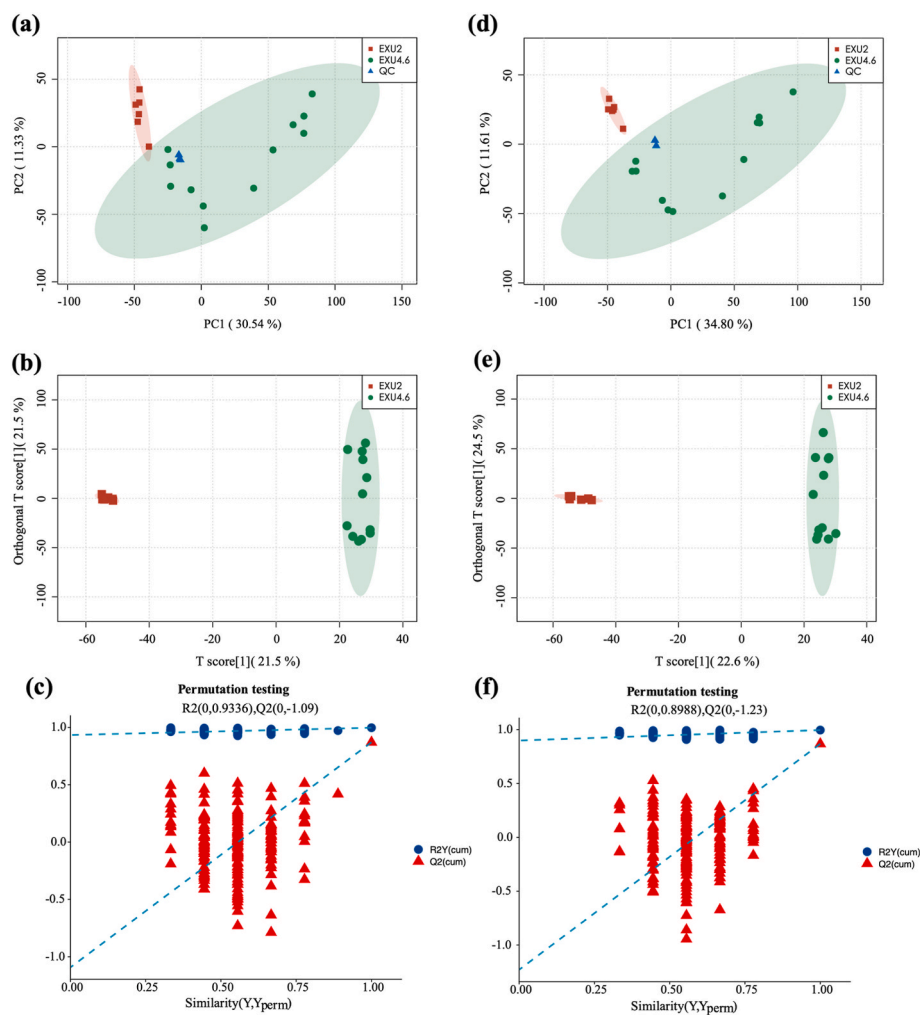 (a)
EXU2
EXU4.6
QC
PC2 ( 11.33 %)
50
0
-50
-100
-100 -50 0 50 100 150
PC1 ( 30.54 %)
(d)
EXU2
EXU4.6
QC
PC2 ( 11.61 %)
50
0
-50
-100
-100 -50 0 50 100 150
PC1 ( 34.80 %)
(b)
EXU2
EXU4.6
Orthogonal T score[1]( 21.5 %)
100
50
0
-50
-100
-60 -40 -20 0 20 40
T score[1]( 21.5 %)
(e)
EXU2
EXU4.6
Orthogonal T score[1]( 24.5 %)
100
50
0
-50
-100
-60 -40 -20 0 20 40
T score[1]( 22.6 %)
(c)
Permutation testing
R2(0,0.9336),Q2(0,-1.09)
1.0
0.5
0.0
-0.5
-1.0
0.00 0.25 0.50 0.75 1.00
Similarity(Y,Yperm)
R2Y(cum)
Q2(cum)
(f)
Permutation testing
R2(0,0.8988),Q2(0,-1.23)
1.0
0.5
0.0
-0.5
-1.0
0.00 0.25 0.50 0.75 1.00
Similarity(Y,Yperm)
R2Y(cum)
Q2(cum)